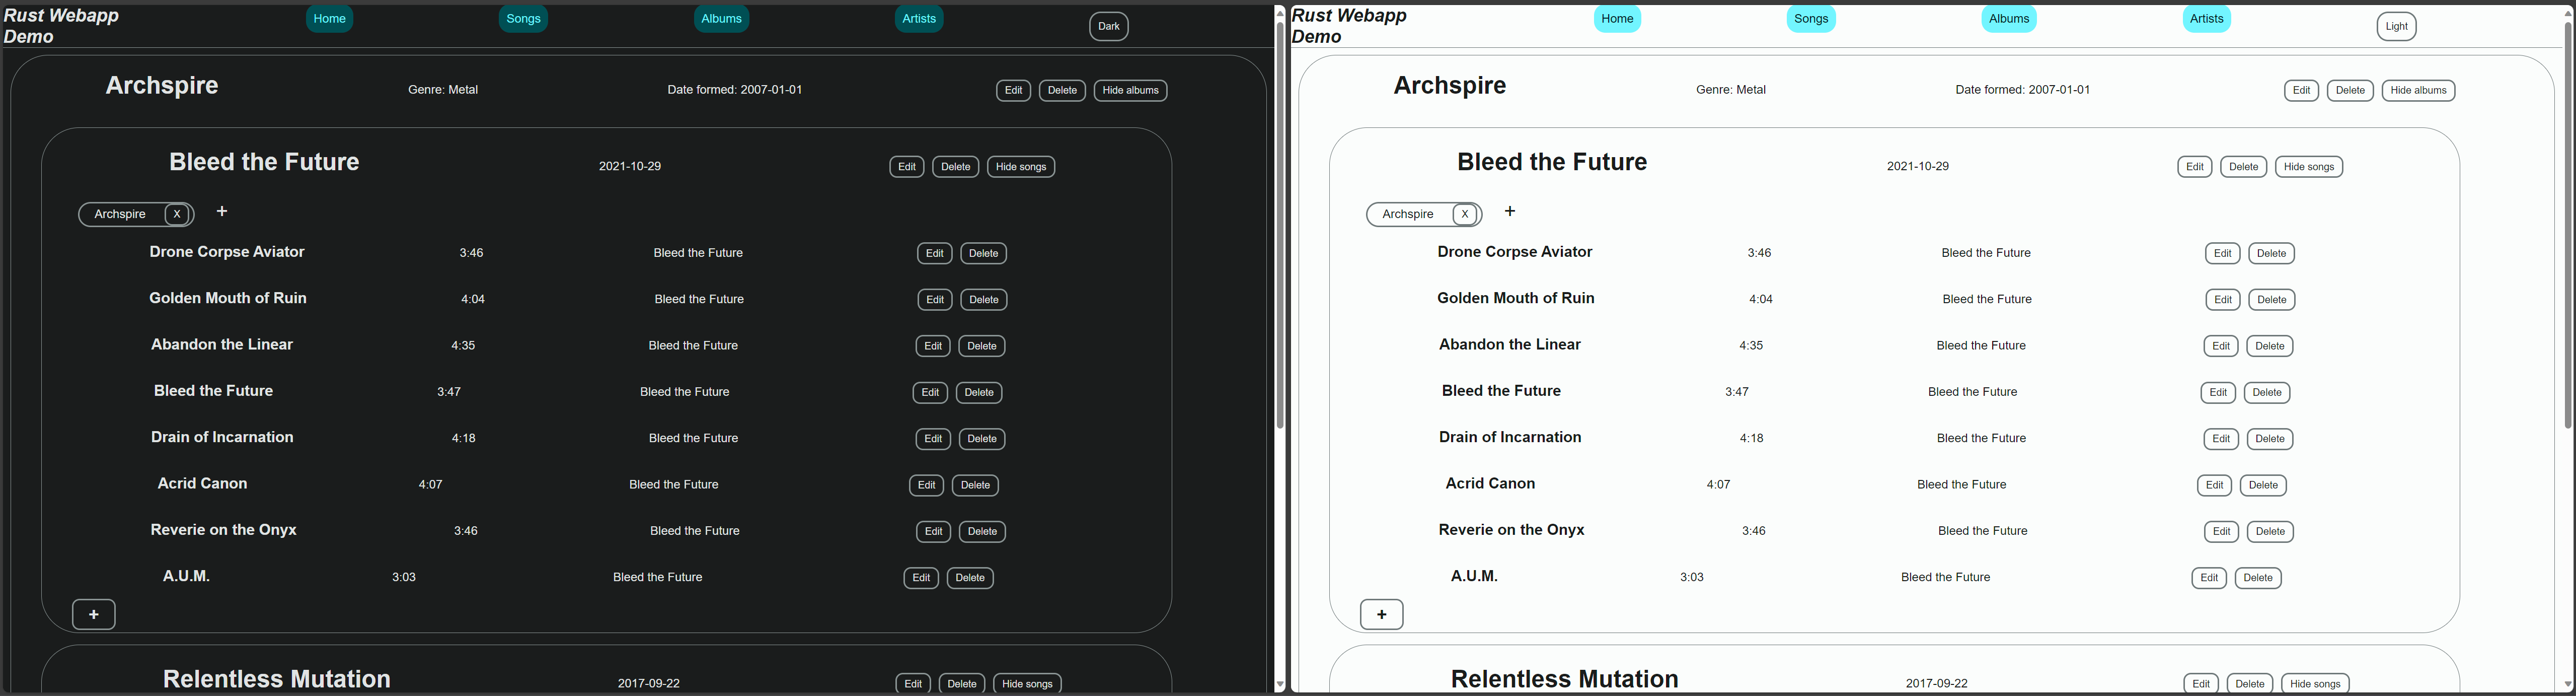 Rust Webapp Demo Home Songs Albums Artists Dark
Archspire Genre: Metal Date formed: 2007-01-01 Edit Delete Hide albums
Bleed the Future 2021-10-29 Edit Delete Hide songs
Archspire X +
Drone Corpse Aviator 3:46 Bleed the Future Edit Delete
Golden Mouth of Ruin 4:04 Bleed the Future Edit Delete
Abandon the Linear 4:35 Bleed the Future Edit Delete
Bleed the Future 3:47 Bleed the Future Edit Delete
Drain of Incarnation 4:18 Bleed the Future Edit Delete
Acrid Canon 4:07 Bleed the Future Edit Delete
Reverie on the Onyx 3:46 Bleed the Future Edit Delete
A.U.M. 3:03 Bleed the Future Edit Delete
+
Relentless Mutation 2017-09-22 Edit Delete Hide songs
Rust Webapp Demo Home Songs Albums Artists Light
Archspire Genre: Metal Date formed: 2007-01-01 Edit Delete Hide albums
Bleed the Future 2021-10-29 Edit Delete Hide songs
Archspire X +
Drone Corpse Aviator 3:46 Bleed the Future Edit Delete
Golden Mouth of Ruin 4:04 Bleed the Future Edit Delete
Abandon the Linear 4:35 Bleed the Future Edit Delete
Bleed the Future 3:47 Bleed the Future Edit Delete
Drain of Incarnation 4:18 Bleed the Future Edit Delete
Acrid Canon 4:07 Bleed the Future Edit Delete
Reverie on the Onyx 3:46 Bleed the Future Edit Delete
A.U.M. 3:03 Bleed the Future Edit Delete
+
Relentless Mutation 2017-09-22 Edit Delete Hide songs